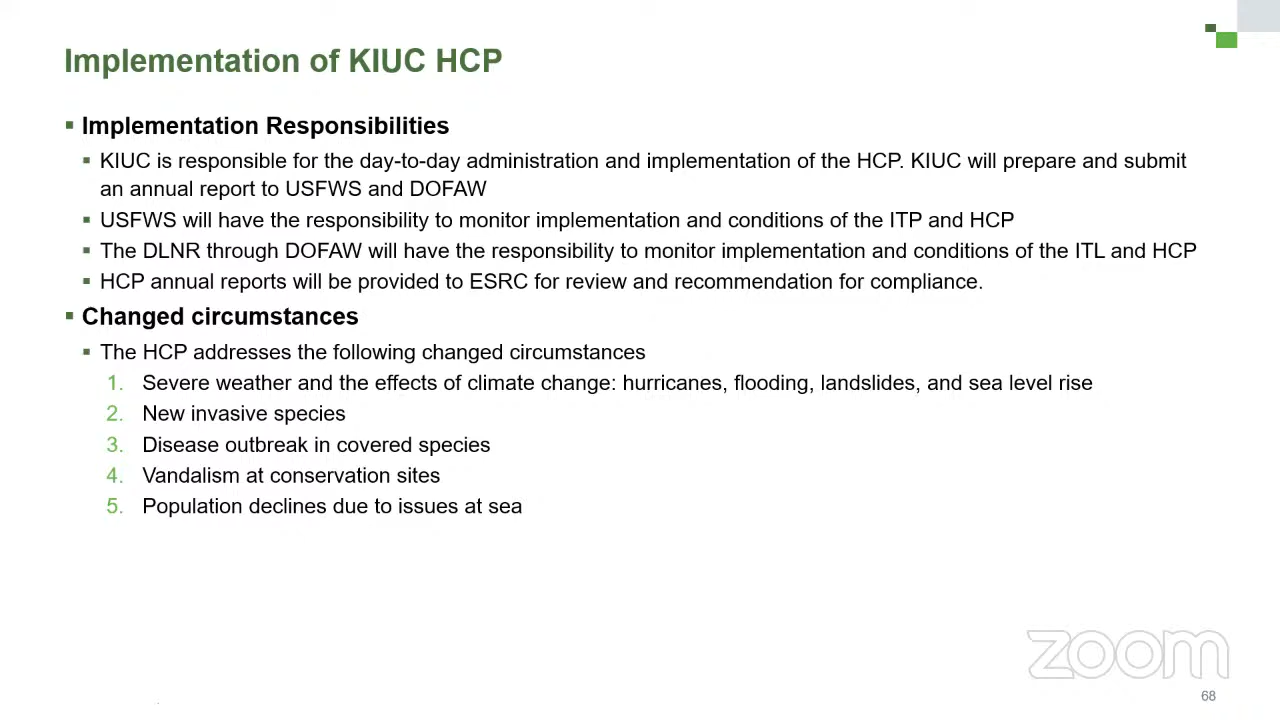 Implementation of KIUC HCP
Implementation Responsibilities
KIUC is responsible for the day-to-day administration and implementation of the HCP. KIUC will prepare and submit
an annual report to USFWS and DOFAW
USFWS will have the responsibility to monitor implementation and conditions of the ITP and HCP
The DLNR through DOFAW will have the responsibility to monitor implementation and conditions of the ITL and HCP
HCP annual reports will be provided to ESRC for review and recommendation for compliance.
Changed circumstances
The HCP addresses the following changed circumstances
1. Severe weather and the effects of climate change: hurricanes, flooding, landslides, and sea level rise
2. New invasive species
3. Disease outbreak in covered species
4. Vandalism at conservation sites
5. Population declines due to issues at sea
zoom
68